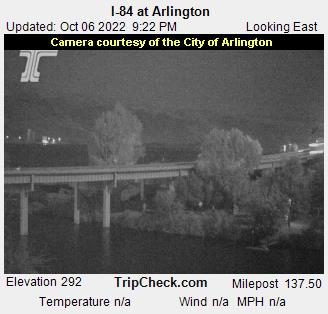 I-84 at Arlington
Updated: Oct 06 2022 9:22 PM Looking East
Camera courtesy of the City of Arlington
Elevation 292 TripCheck.com Milepost 137.50
Temperature n/a Wind n/a MPH n/a